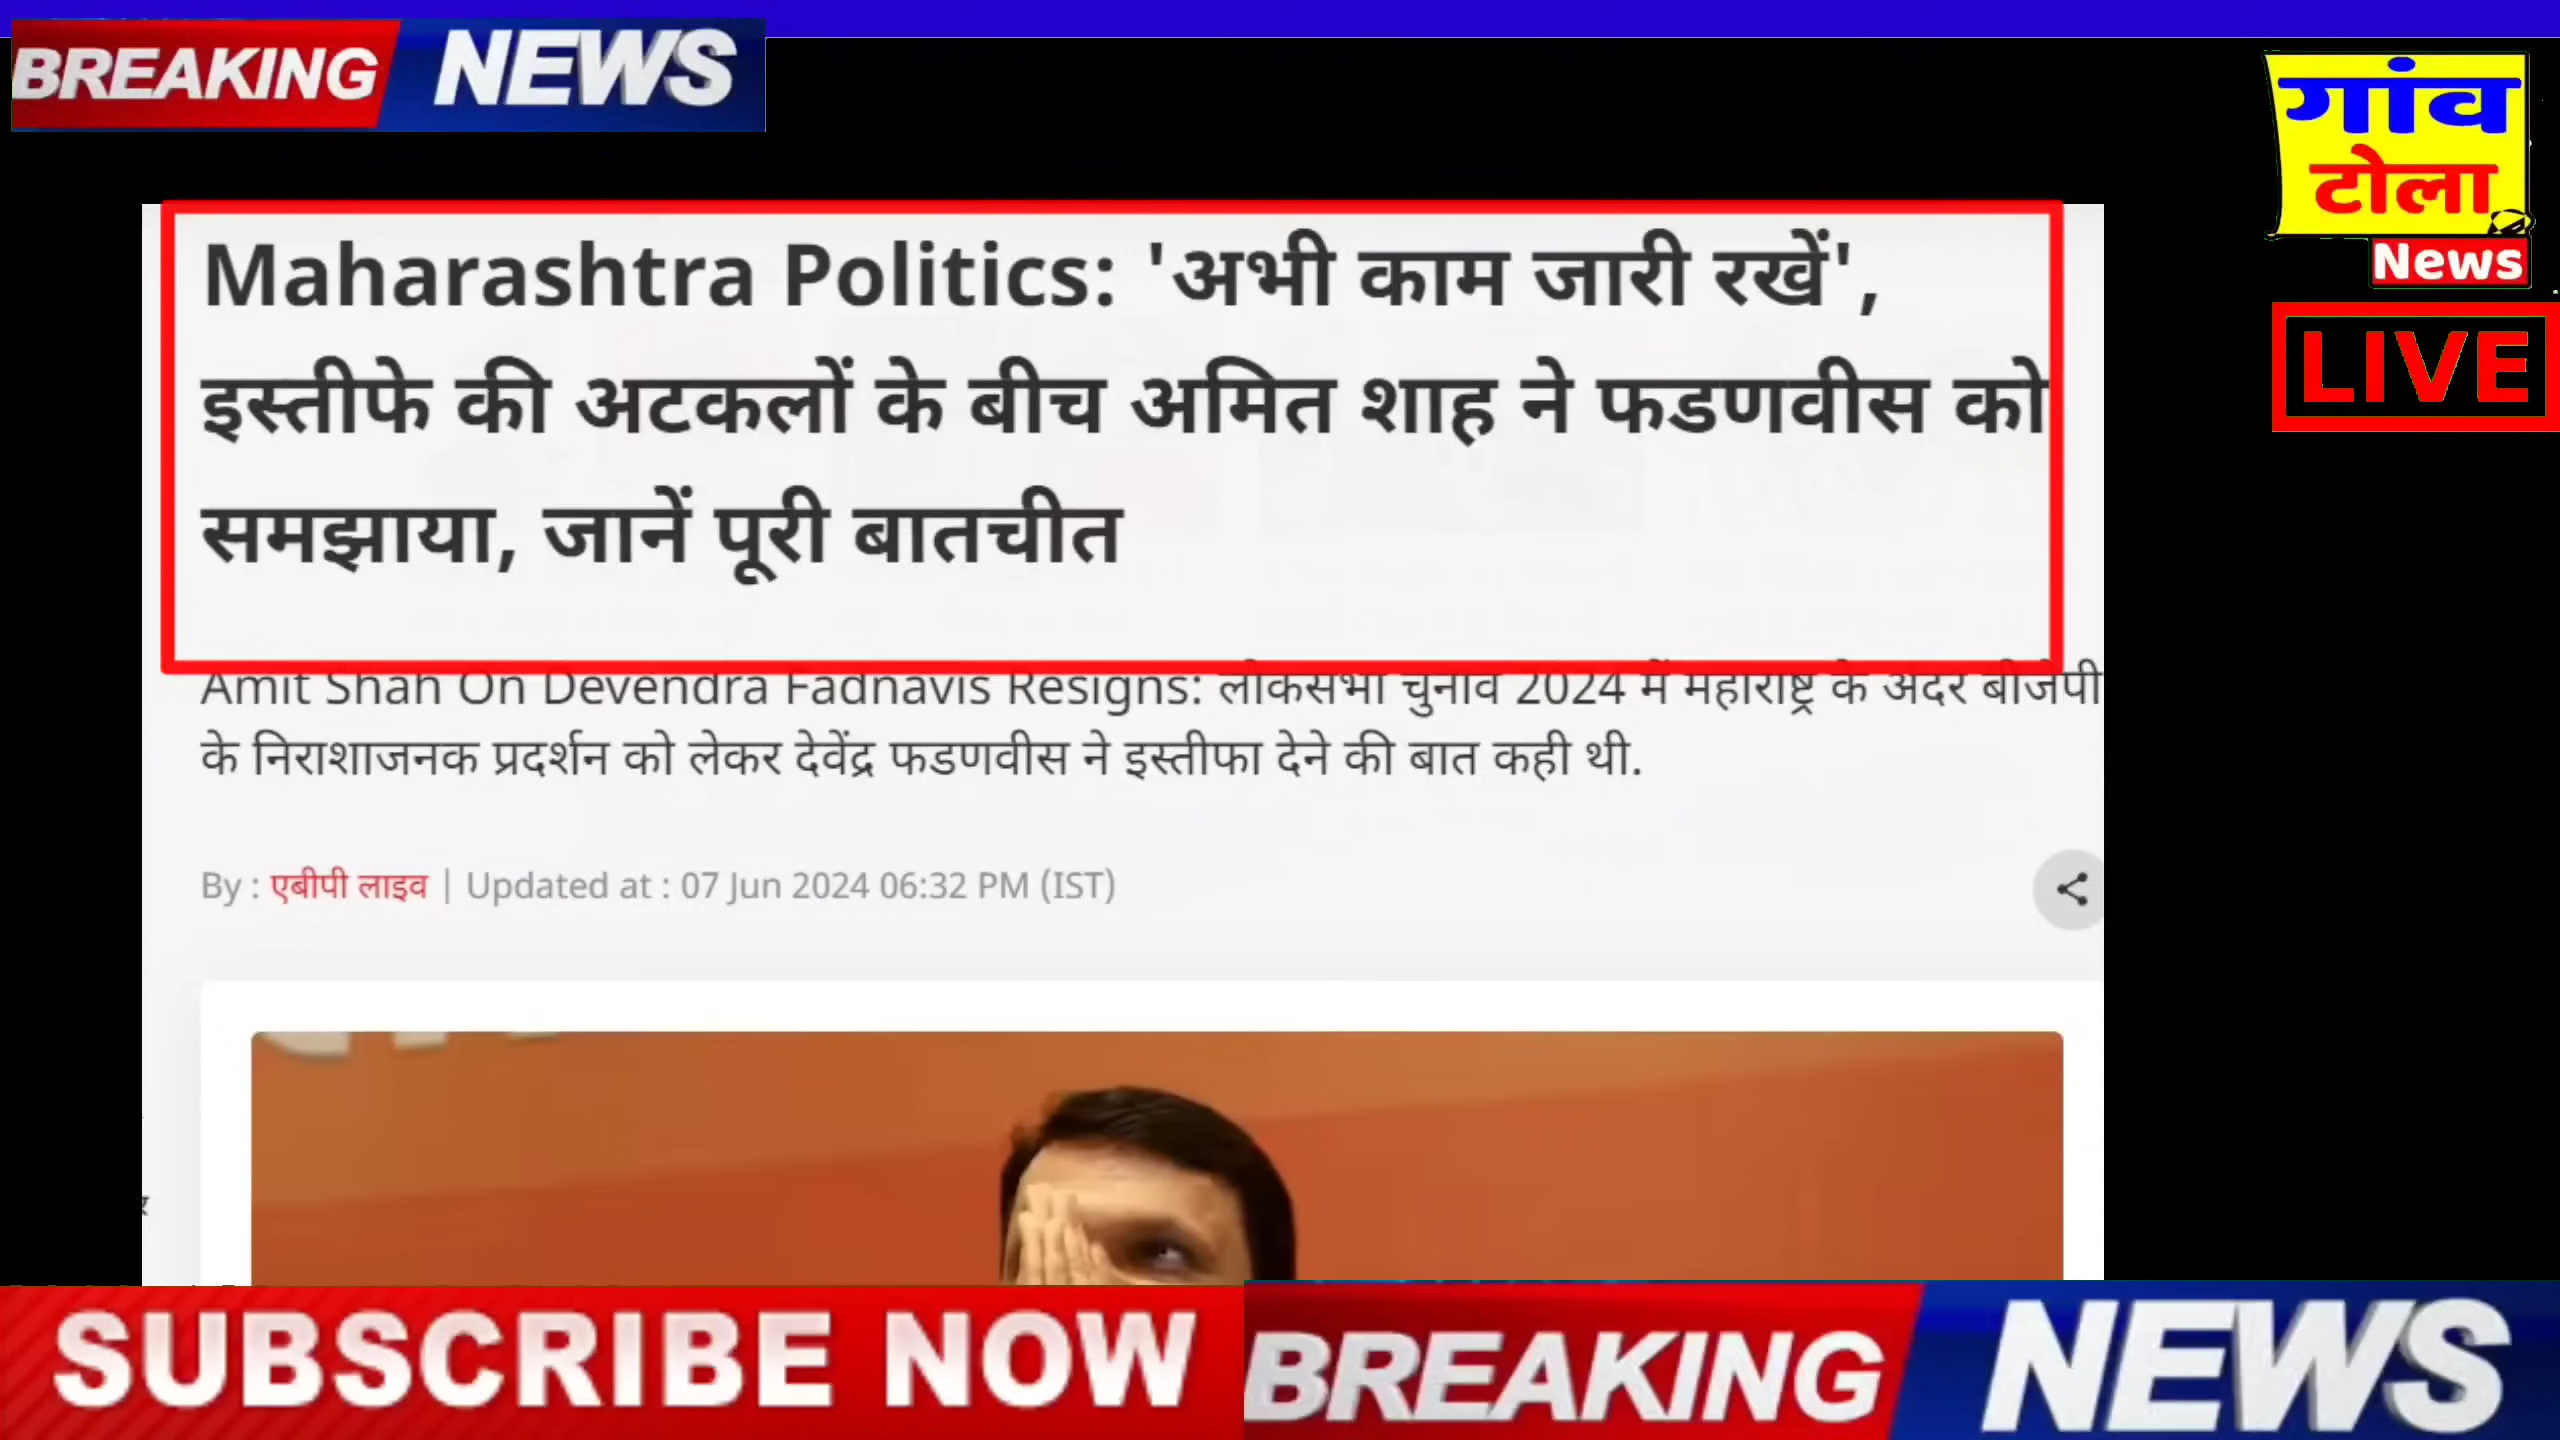 BREAKING NEWS
गांव
टोला
News
LIVE
Maharashtra Politics: 'अभी काम जारी रखें',
इस्तीफे की अटकलों के बीच अमित शाह ने फडणवीस को
समझाया, जानें पूरी बातचीत
Amit Shah On Devendra Fadnavis Resigns: लोकसभा चुनाव 2024 में महाराष्ट्र के अंदर बीजेपी
के निराशाजनक प्रदर्शन को लेकर देवेंद्र फडणवीस ने इस्तीफा देने की बात कही थी.
By : एबीपी लाइव | Updated at : 07 Jun 2024 06:32 PM (IST)
SUBSCRIBE NOW BREAKING NEWS